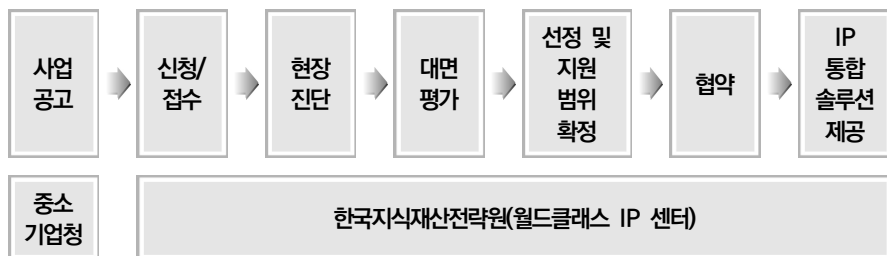 사업
공고
신청/
접수
현장
진단
대면
평가
선정 및
지원
범위
확정
협약
IP
통합
솔루션
제공
중소
기업청
한국지식재산전략원(월드클래스 IP 센터)